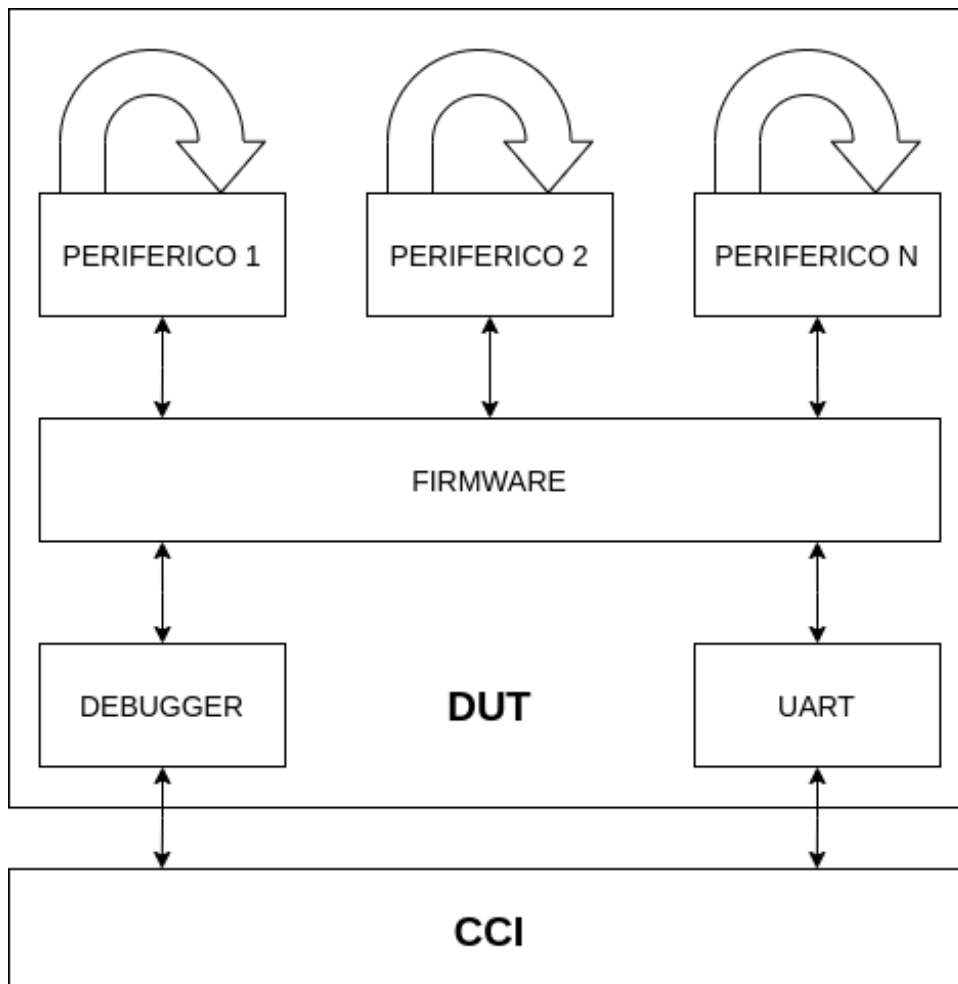 PERIFERICO 1
PERIFERICO 2
PERIFERICO N
FIRMWARE
DEBUGGER
DUT
UART
CCI